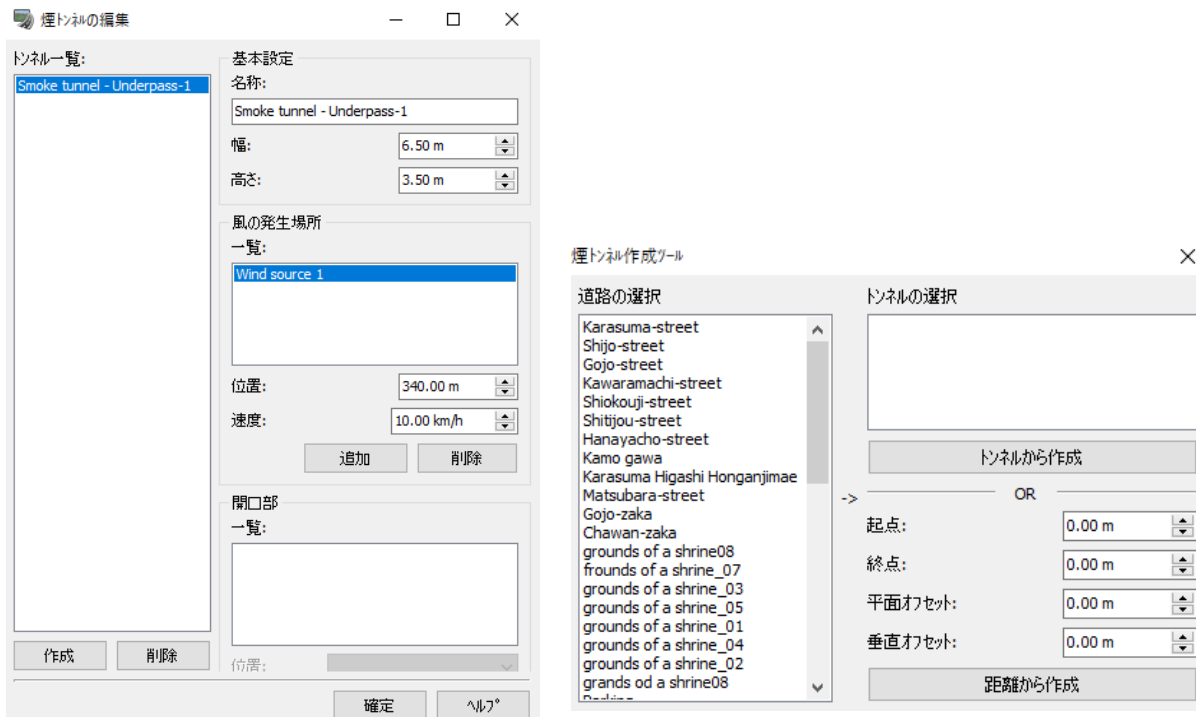 煙トンネルの編集
トンネル一覧:
Smoke tunnel - Underpass-1
作成
削除
基本設定
名称:
Smoke tunnel - Underpass-1
幅:
6.50 m
高さ:
3.50 m
風の発生場所
一覧:
Wind source 1
位置:
340.00 m
速度:
10.00 km/h
追加
削除
開口部
一覧:
位置:
確定
ヘルプ
煙トンネル作成ツール
道路の選択
Karasuma-street
Shijo-street
Gojo-street
Kawaramachi-street
Shiokouji-street
Shitijou-street
Hanayacho-street
Kamo gawa
Karasuma Higashi Honganjimae
Matsubara-street
Gojo-zaka
Chawan-zaka
grounds of a shrine08
frounds of a shrine_07
grounds of a shrine_03
grounds of a shrine_05
grounds of a shrine_01
grounds of a shrine_04
grounds of a shrine_02
grands od a shrine08
->
トンネルの選択
トンネルから作成
OR
起点:
0.00 m
終点:
0.00 m
平面オフセット:
0.00 m
垂直オフセット:
0.00 m
距離から作成